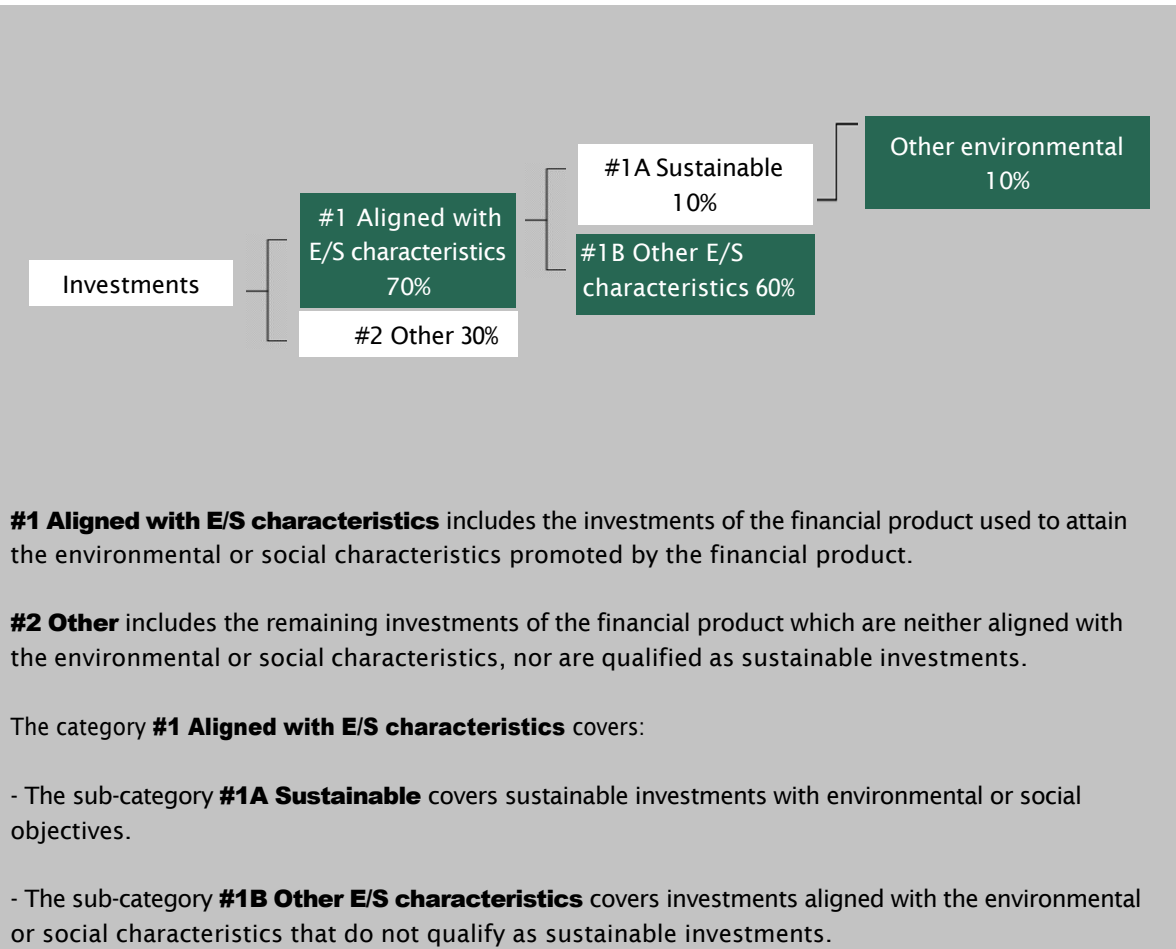 Investments
#1 Aligned with
E/S characteristics
70%
#2 Other 30%
#1A Sustainable
10%
#1B Other E/S
characteristics 60%
Other environmental
10%
#1 Aligned with E/S characteristics includes the investments of the financial product used to attain
the environmental or social characteristics promoted by the financial product.
#2 Other includes the remaining investments of the financial product which are neither aligned with
the environmental or social characteristics, nor are qualified as sustainable investments.
The category #1 Aligned with E/S characteristics covers:
- The sub-category #1A Sustainable covers sustainable investments with environmental or social
objectives.
- The sub-category #1B Other E/S characteristics covers investments aligned with the environmental
or social characteristics that do not qualify as sustainable investments.